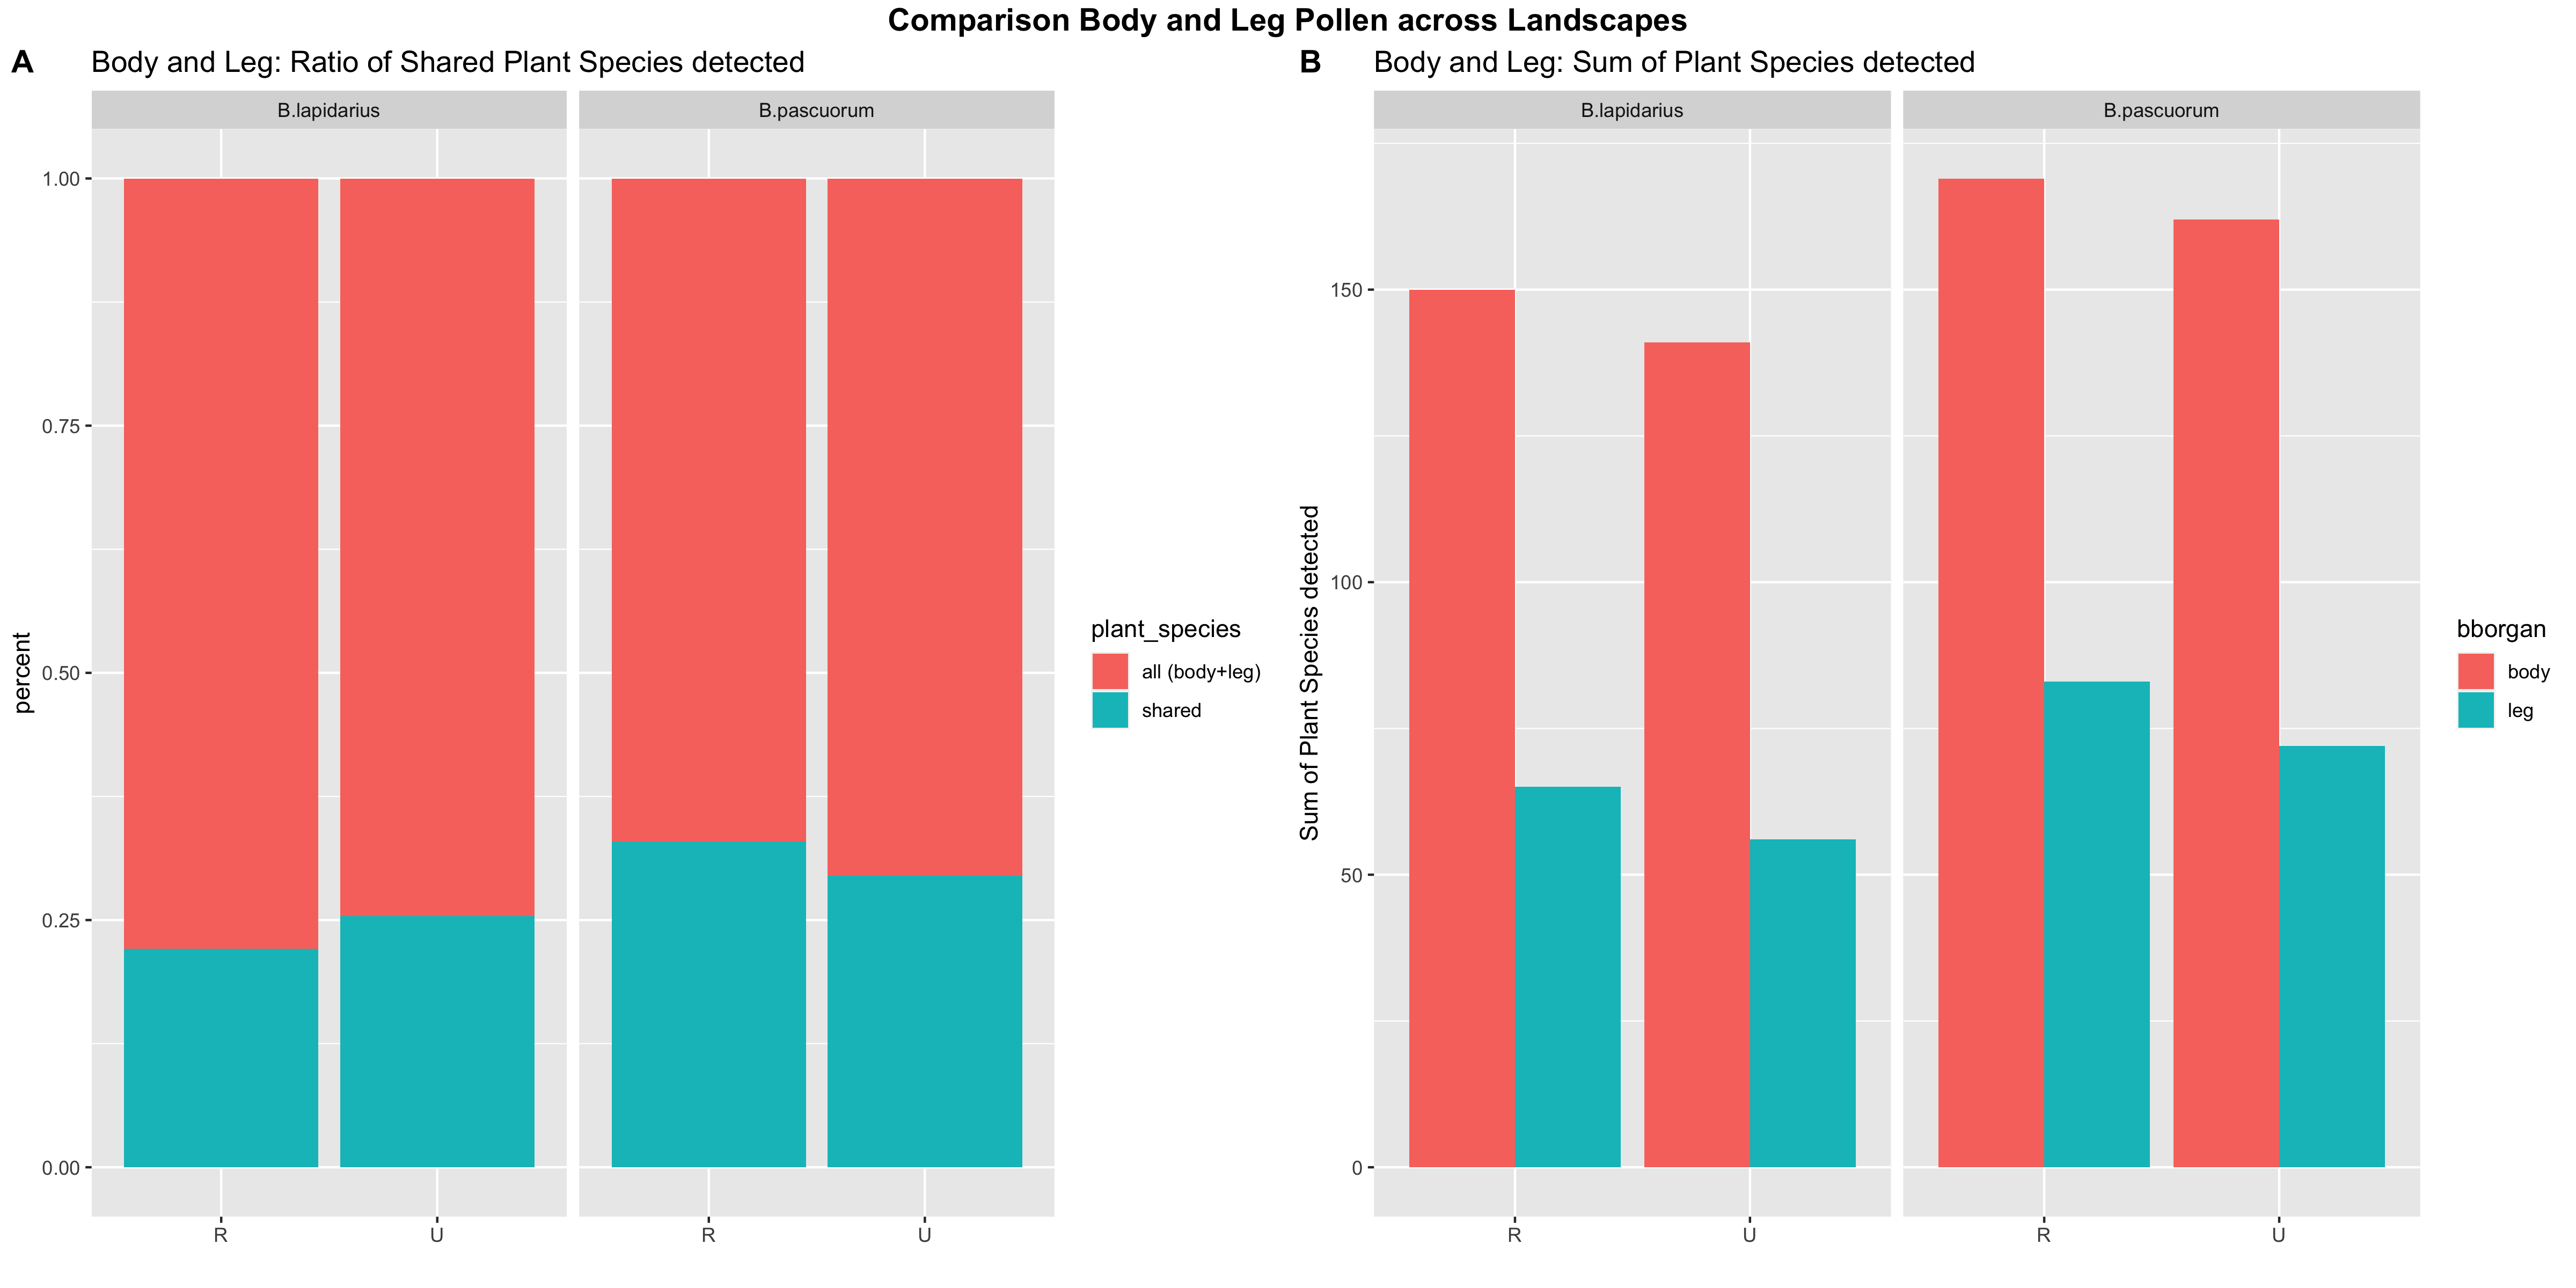 Comparison Body and Leg Pollen across Landscapes
A
Body and Leg: Ratio of Shared Plant Species detected
B.lapidarius
B.pascuorum
percent
1.00
0.75
0.50
0.25
0.00
R
U
R
U
plant_species
all (body+leg)
shared
B
Body and Leg: Sum of Plant Species detected
B.lapidarius
B.pascuorum
Sum of Plant Species detected
150
100
50
0
R
U
R
U
bborgan
body
leg